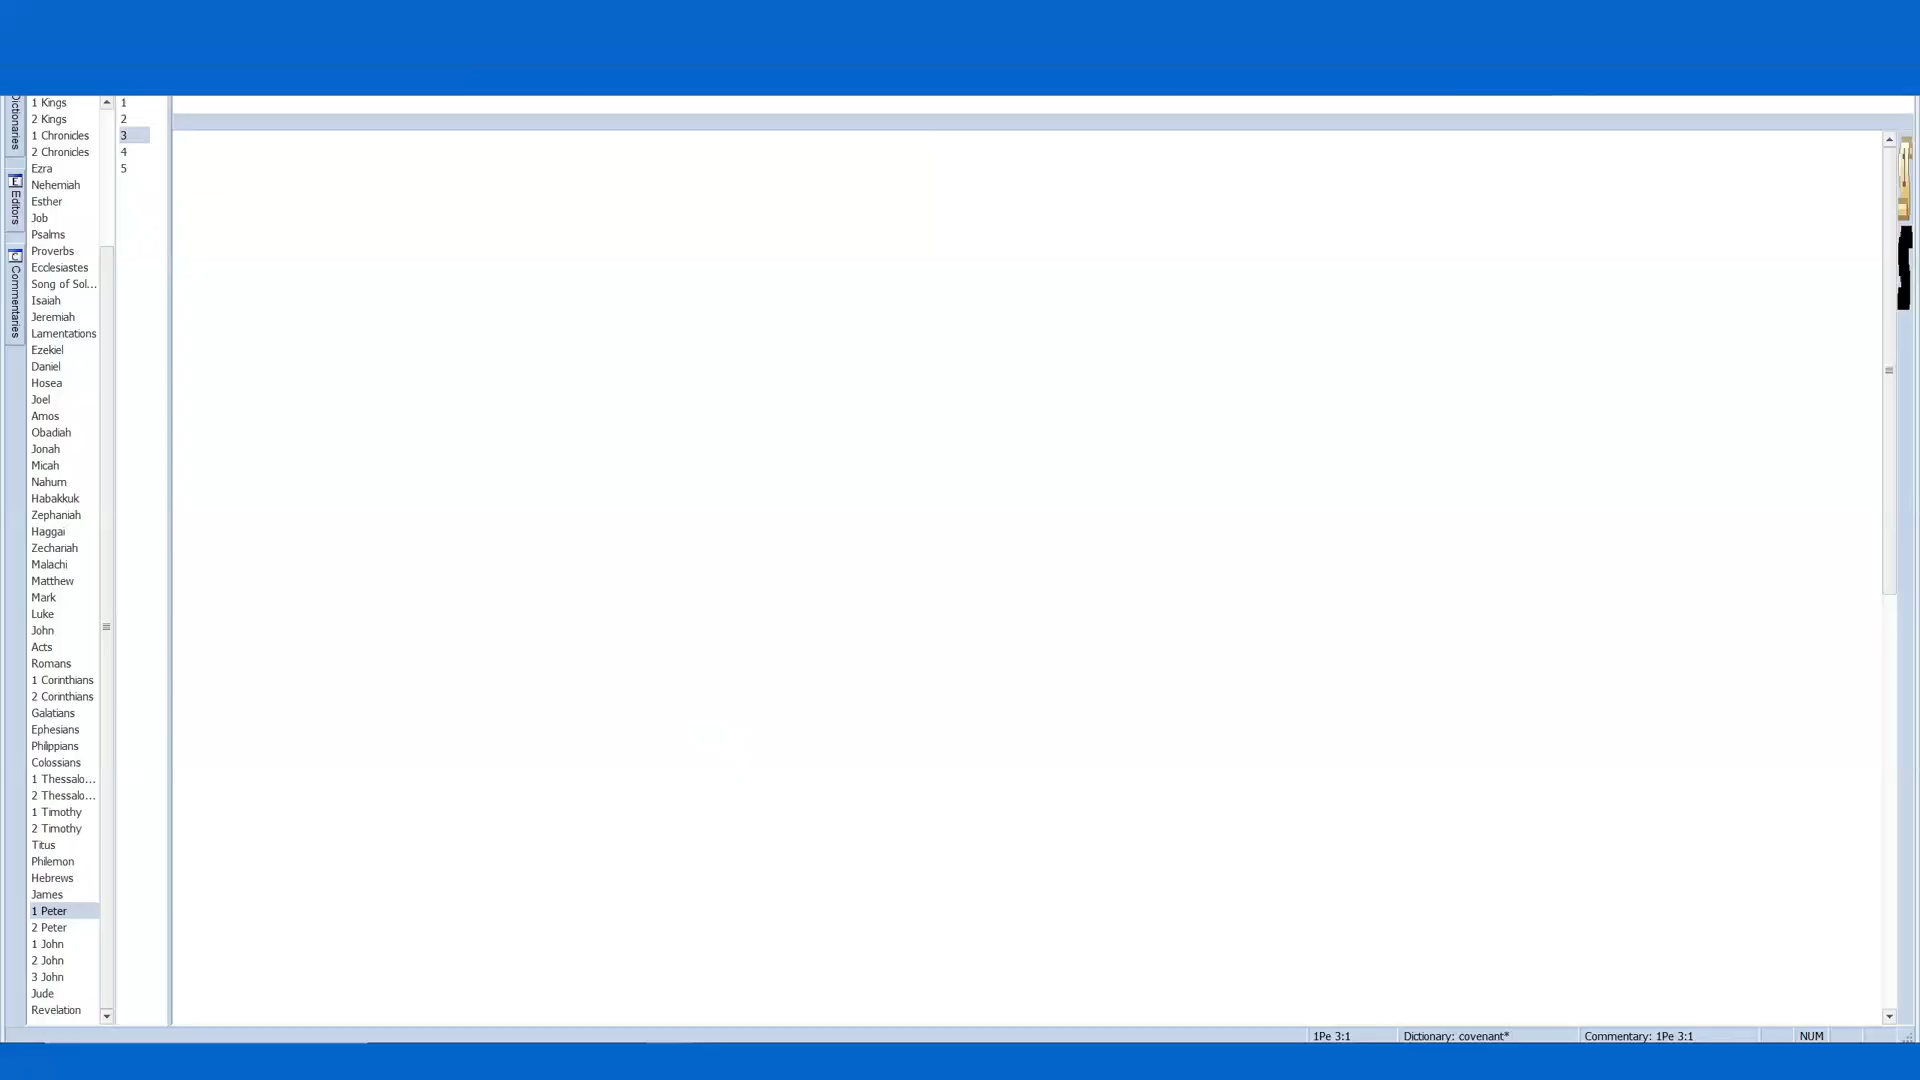 Dictionaries
E Editors
C Commentaries
1 Kings
2 Kings
1 Chronicles
2 Chronicles
Ezra
Nehemiah
Esther
Job
Psalms
Proverbs
Ecclesiastes
Song of Sol...
Isaiah
Jeremiah
Lamentations
Ezekiel
Daniel
Hosea
Joel
Amos
Obadiah
Jonah
Micah
Nahum
Habakkuk
Zephaniah
Haggai
Zechariah
Malachi
Matthew
Mark
Luke
John
Acts
Romans
1 Corinthians
2 Corinthians
Galatians
Ephesians
Philippians
Colossians
1 Thessalo...
2 Thessalo...
1 Timothy
2 Timothy
Titus
Philemon
Hebrews
James
1 Peter
2 Peter
1 John
2 John
3 John
Jude
Revelation
1
2
3
4
5
1Pe 3:1
Dictionary: covenant*
Commentary: 1Pe 3:1
NUM